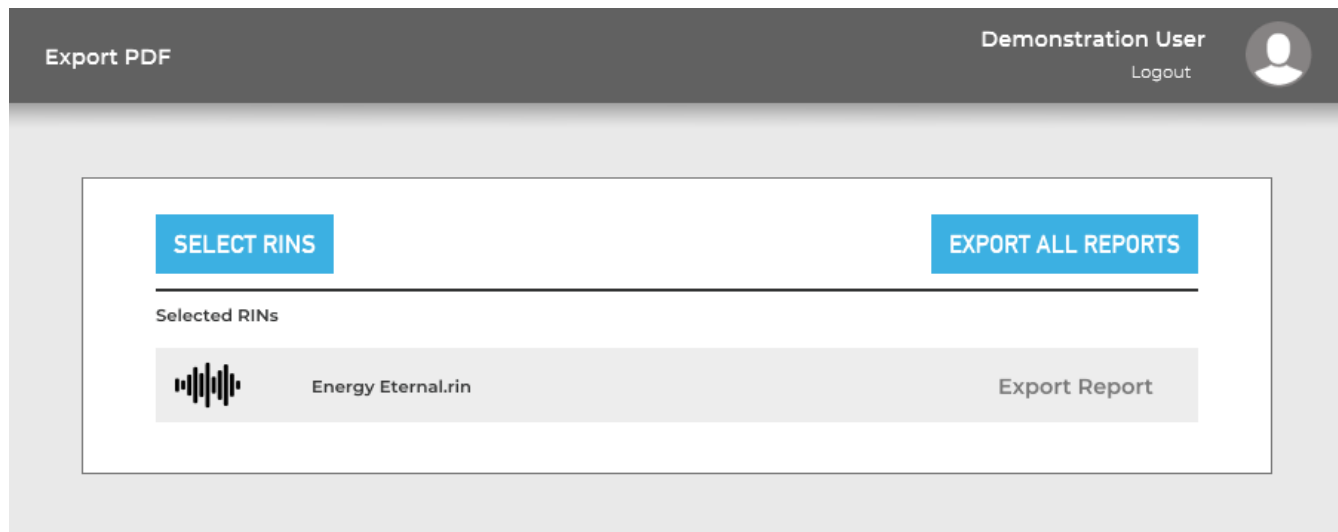 Export PDF
Demonstration User
Logout
SELECT RINS
EXPORT ALL REPORTS
Selected RINs
Energy Eternal.rin
Export Report